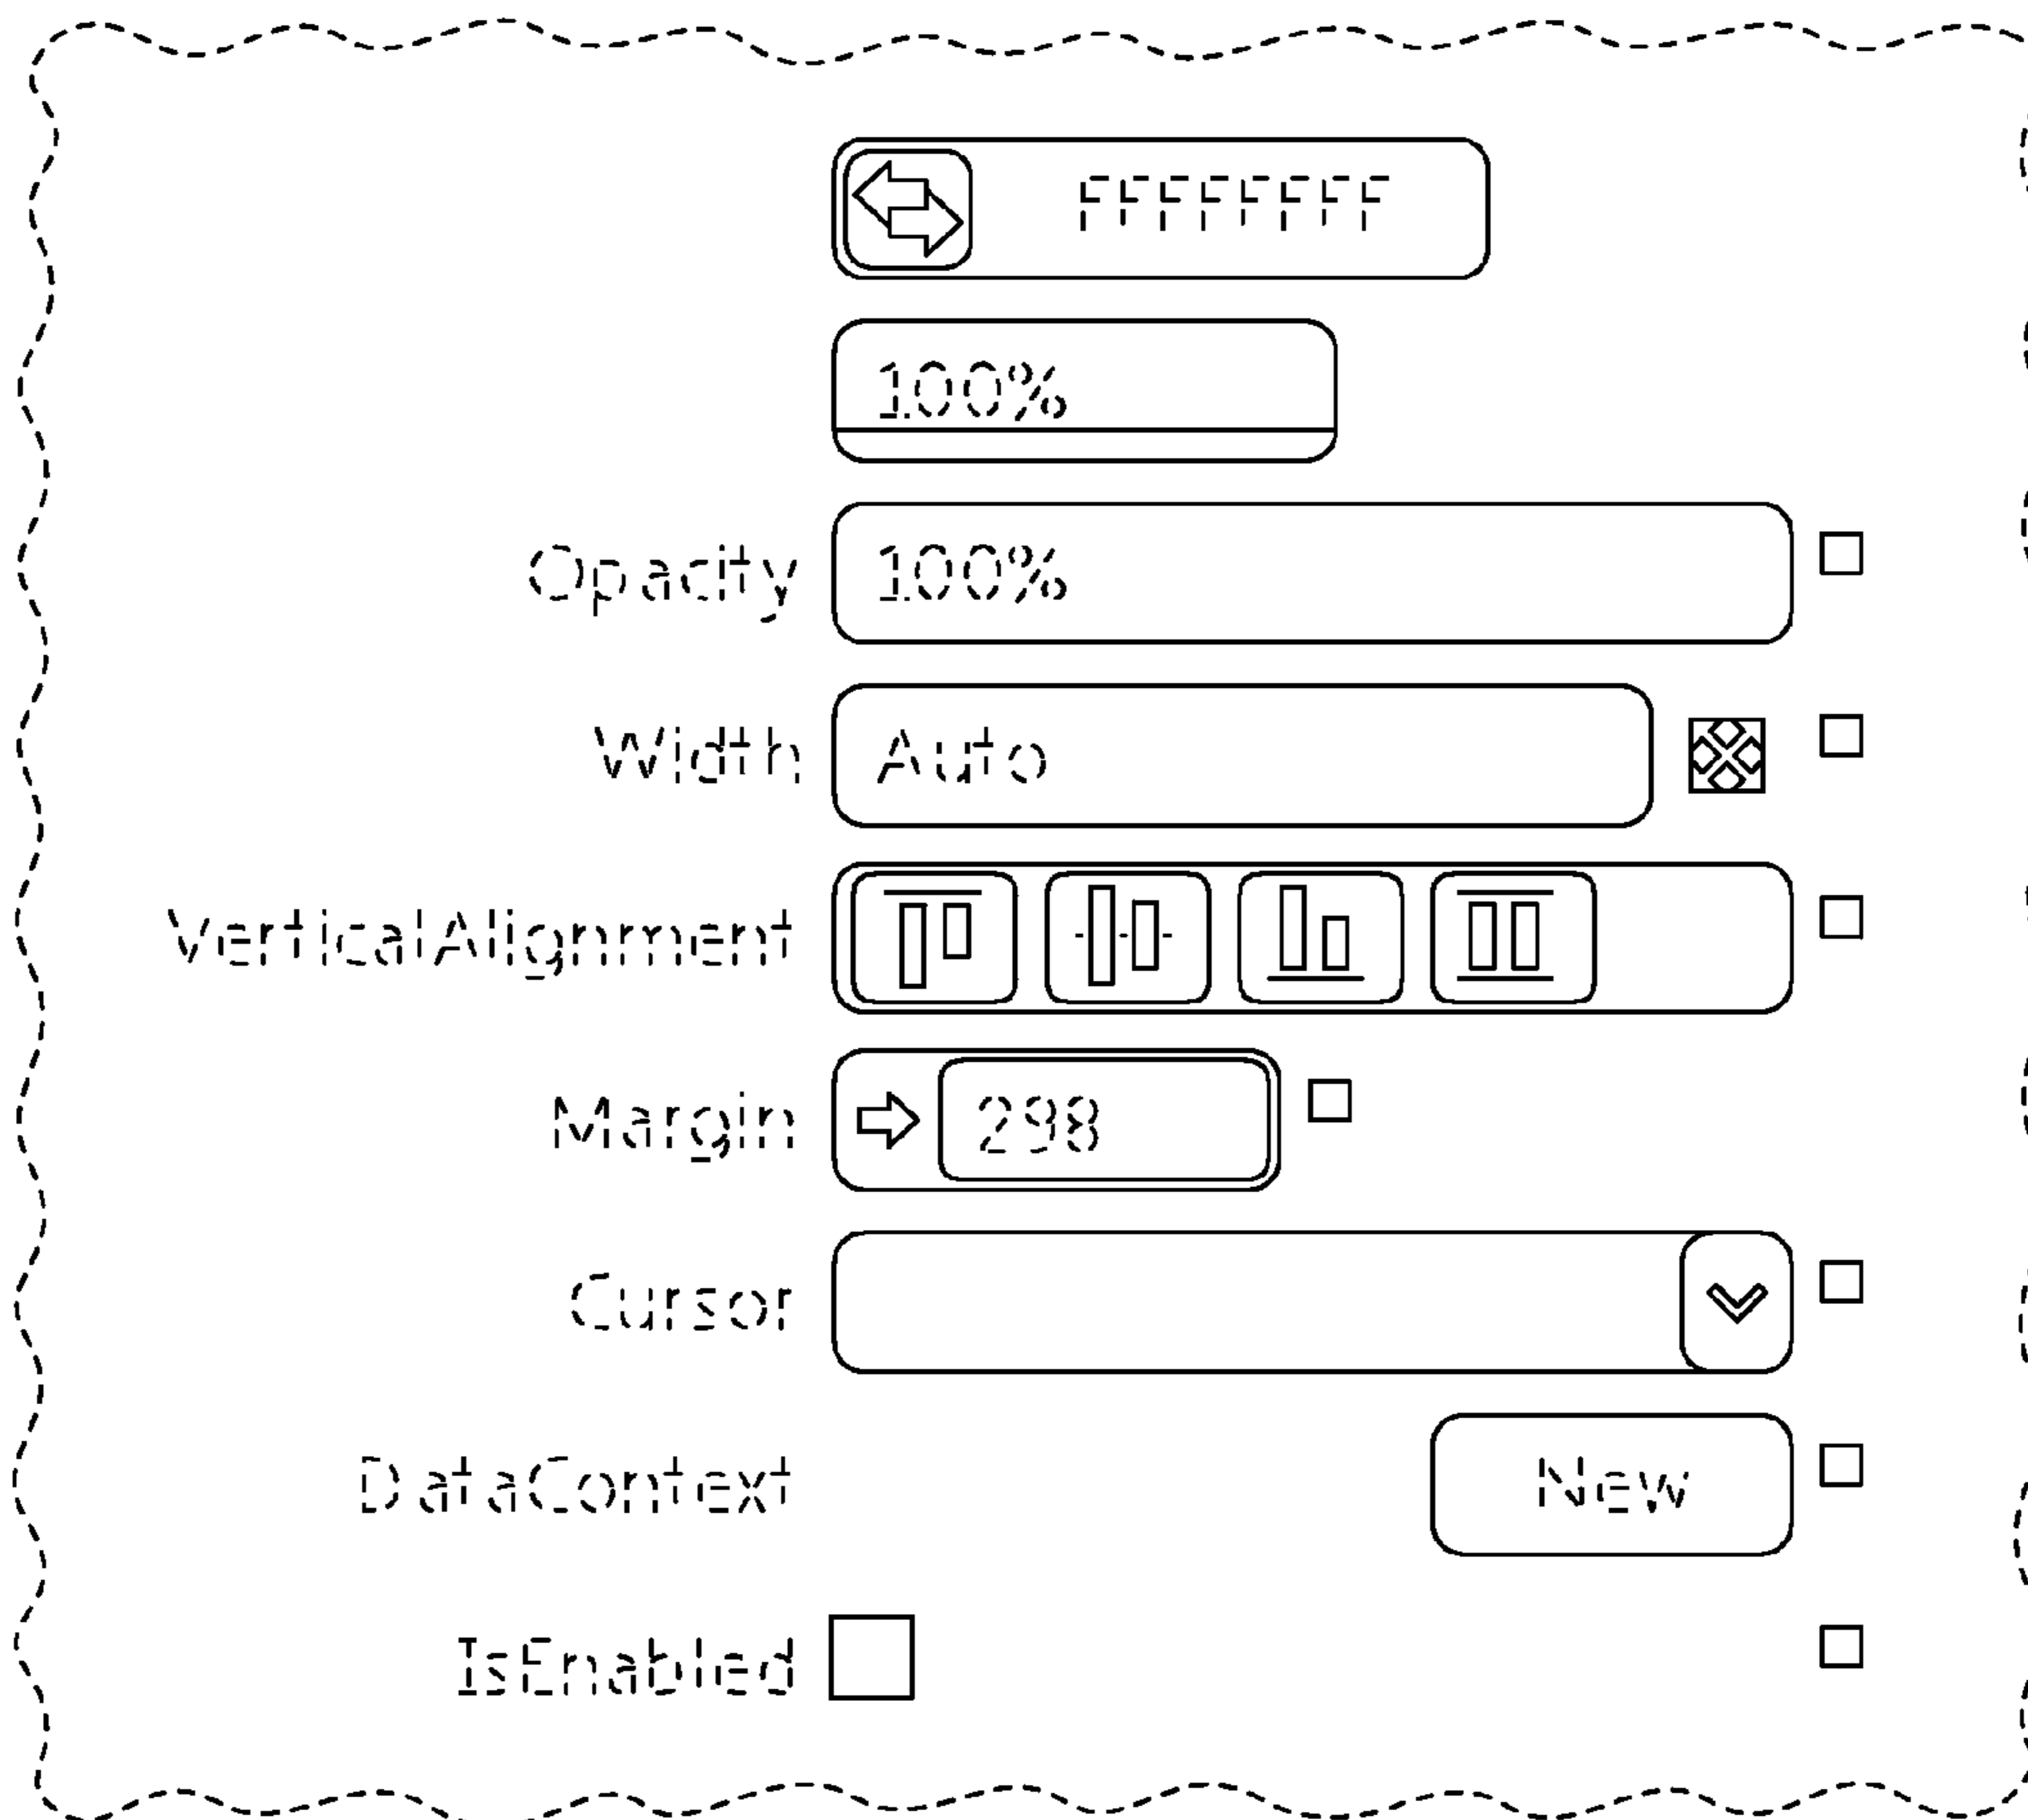 FFFFFFFF
100%
Opacity 100%
Width Auto
VerticalAlignment
Margin 298
Cursor
DataContext New
IsEnabled